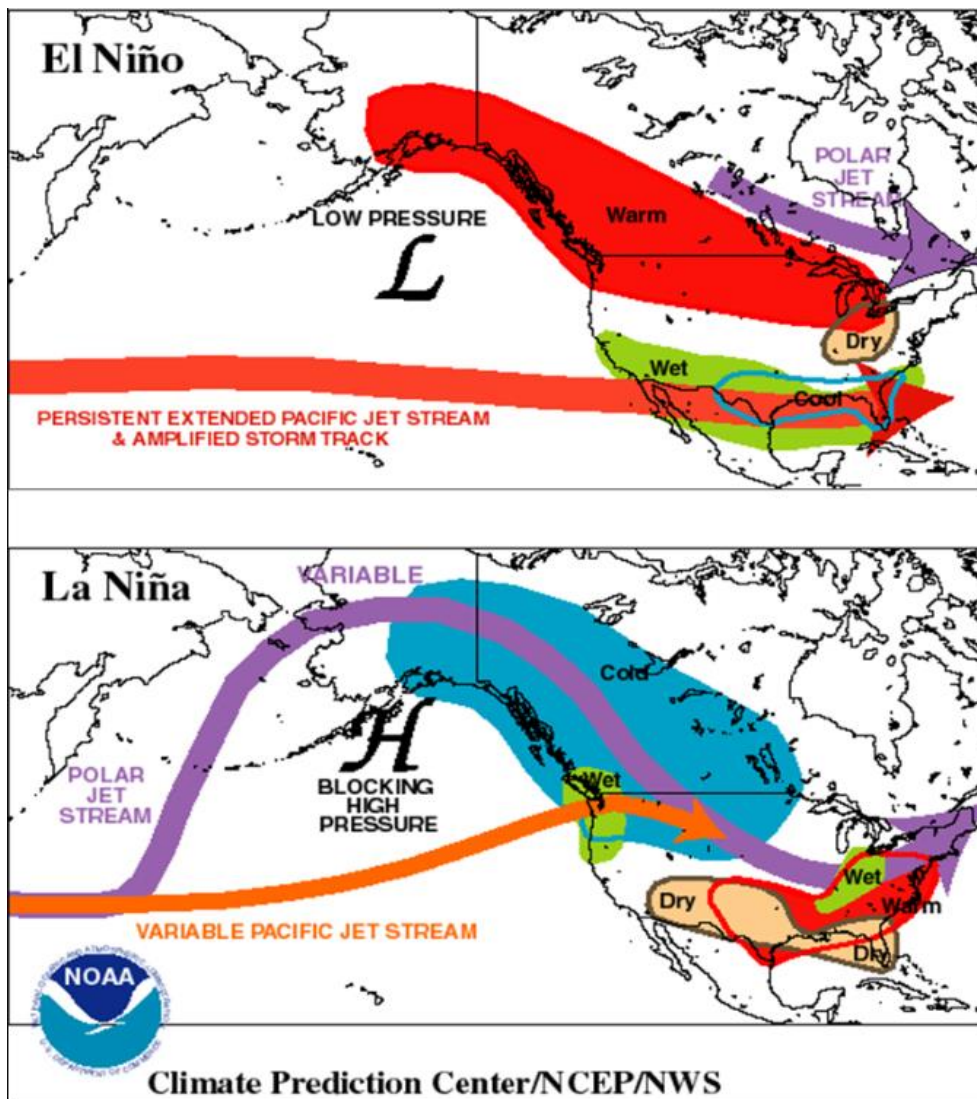 El Niño
POLAR
JET
STREAM
LOW PRESSURE
Warm
L
Dry
Wet
Cool
PERSISTENT EXTENDED PACIFIC JET STREAM
& AMPLIFIED STORM TRACK
La Niña
VARIABLE
Cold
H
POLAR
JET
STREAM
BLOCKING
HIGH
PRESSURE
Wet
Wet
Dry
Warm
VARIABLE PACIFIC JET STREAM
Dry
NOAA
Climate Prediction Center/NCEP/NWS